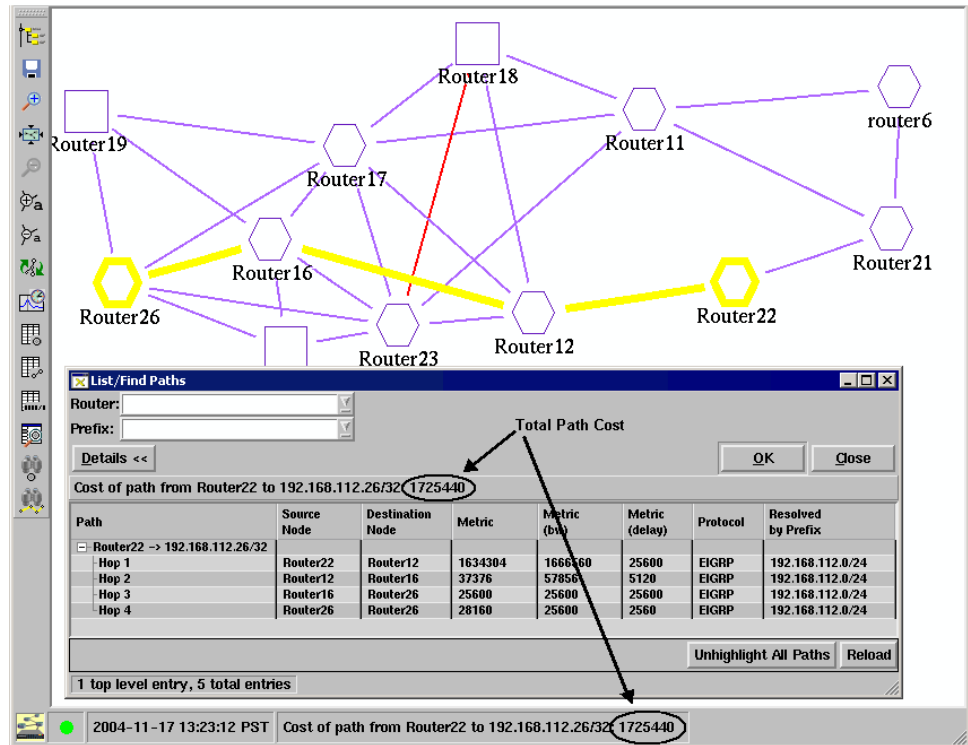 Router18
Router19
Router17
Router11
router6
Router16
Router21
Router26
Router22
Router23
Router12
List/Find Paths
Router:
Prefix:
Total Path Cost
Details <<
OK
Close
Cost of path from Router22 to 192.168.112.26/32: 1725440
Path Source Node Destination Node Metric Metric (bw) Metric (delay) Protocol Resolved by Prefix
Router22 -> 192.168.112.26/32
Hop 1 Router22 Router12 1634304 1666560 25600 EIGRP 192.168.112.0/24
Hop 2 Router12 Router16 37376 57856 5120 EIGRP 192.168.112.0/24
Hop 3 Router16 Router26 25600 25600 25600 EIGRP 192.168.112.0/24
Hop 4 Router26 Router26 28160 25600 2560 EIGRP 192.168.112.0/24
Unhighlight All Paths
Reload
1 top level entry, 5 total entries
2004-11-17 13:23:12 PST
Cost of path from Router22 to 192.168.112.26/32: 1725440